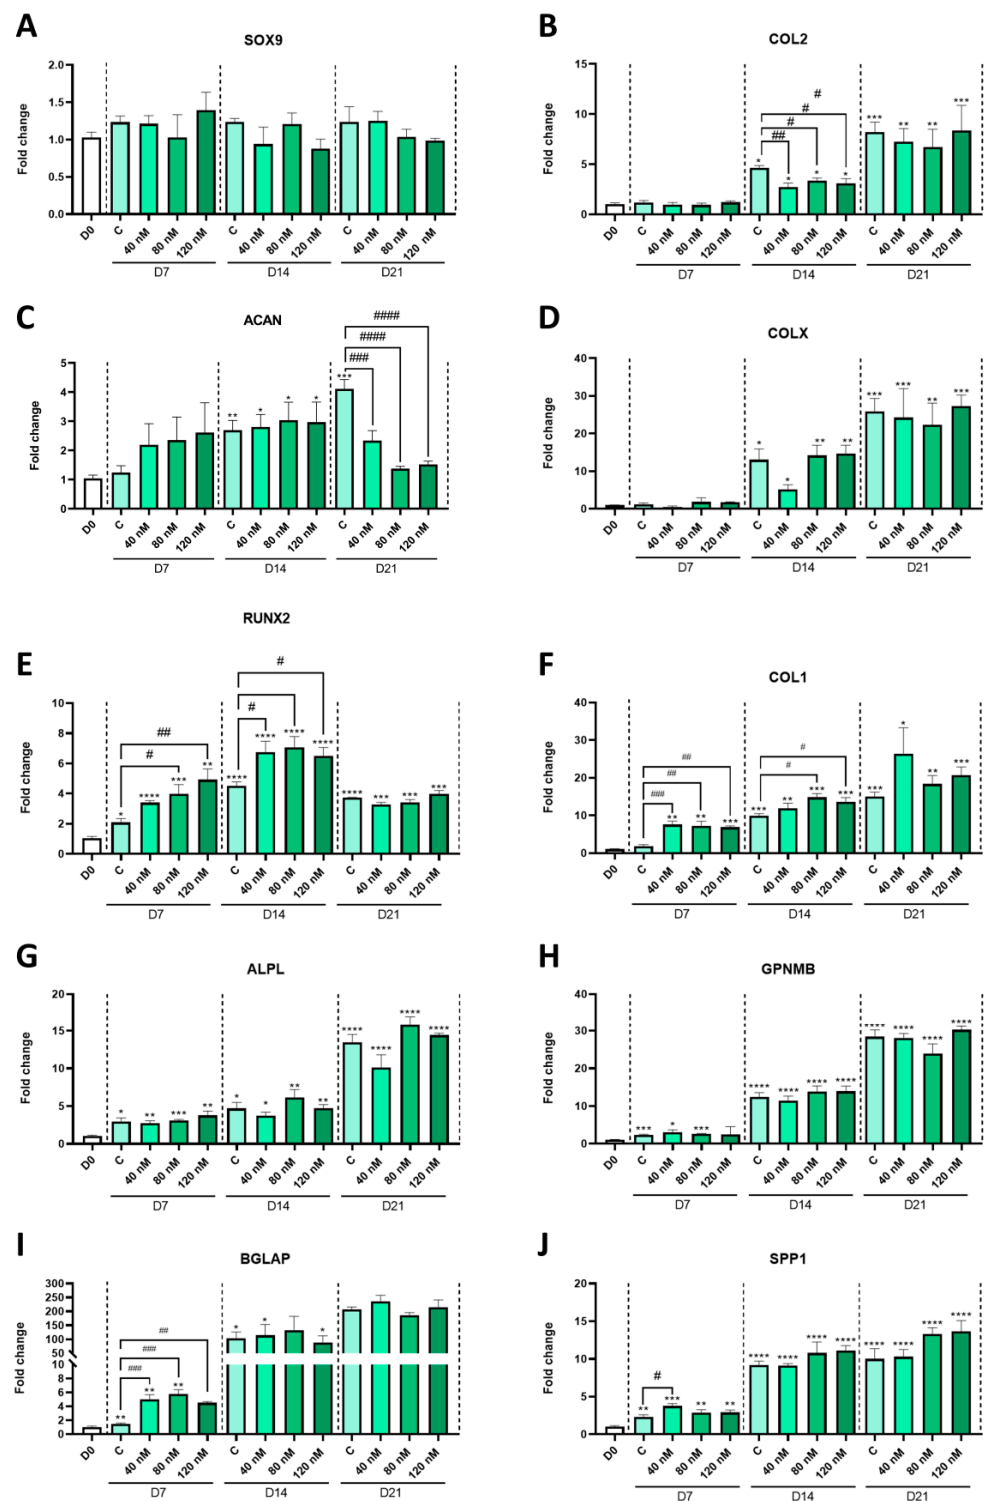 A
SOX9
Fold change
2.0
1.5
1.0
0.5
0.0
D0
C
40 nM
80 nM
120 nM
C
40 nM
80 nM
120 nM
C
40 nM
80 nM
120 nM
D7
D14
D21
B
COL2
Fold change
15
10
5
0
#
#
#
##
* * * *
*** ** ** ***
D0
C
40 nM
80 nM
120 nM
C
40 nM
80 nM
120 nM
C
40 nM
80 nM
120 nM
D7
D14
D21
C
ACAN
Fold change
5
4
3
2
1
0
####
####
###
** * * *
***
D0
C
40 nM
80 nM
120 nM
C
40 nM
80 nM
120 nM
C
40 nM
80 nM
120 nM
D7
D14
D21
D
COLX
Fold change
40
30
20
10
0
* * ** **
*** *** ** ***
D0
C
40 nM
80 nM
120 nM
C
40 nM
80 nM
120 nM
C
40 nM
80 nM
120 nM
D7
D14
D21
E
RUNX2
Fold change
10
8
6
4
2
0
##
#
#
#
* **** *** **
**** **** **** ****
**** *** *** ***
D0
C
40 nM
80 nM
120 nM
C
40 nM
80 nM
120 nM
C
40 nM
80 nM
120 nM
D7
D14
D21
F
COL1
Fold change
40
30
20
10
0
##
##
###
#
#
** ** ***
*** ** *** ***
*** * ** ***
D0
C
40 nM
80 nM
120 nM
C
40 nM
80 nM
120 nM
C
40 nM
80 nM
120 nM
D7
D14
D21
G
ALPL
Fold change
20
15
10
5
0
* ** *** **
* * ** **
**** **** **** ****
D0
C
40 nM
80 nM
120 nM
C
40 nM
80 nM
120 nM
C
40 nM
80 nM
120 nM
D7
D14
D21
H
GPNMB
Fold change
40
30
20
10
0
*** * ***
**** **** **** ****
**** **** **** ****
D0
C
40 nM
80 nM
120 nM
C
40 nM
80 nM
120 nM
C
40 nM
80 nM
120 nM
D7
D14
D21
I
BGLAP
Fold change
300
250
200
150
100
50
10
8
6
4
2
0
##
###
###
** ** **
* * *
D0
C
40 nM
80 nM
120 nM
C
40 nM
80 nM
120 nM
C
40 nM
80 nM
120 nM
D7
D14
D21
J
SPP1
Fold change
20
15
10
5
0
#
** *** ** **
**** **** **** ****
**** **** **** ****
D0
C
40 nM
80 nM
120 nM
C
40 nM
80 nM
120 nM
C
40 nM
80 nM
120 nM
D7
D14
D21